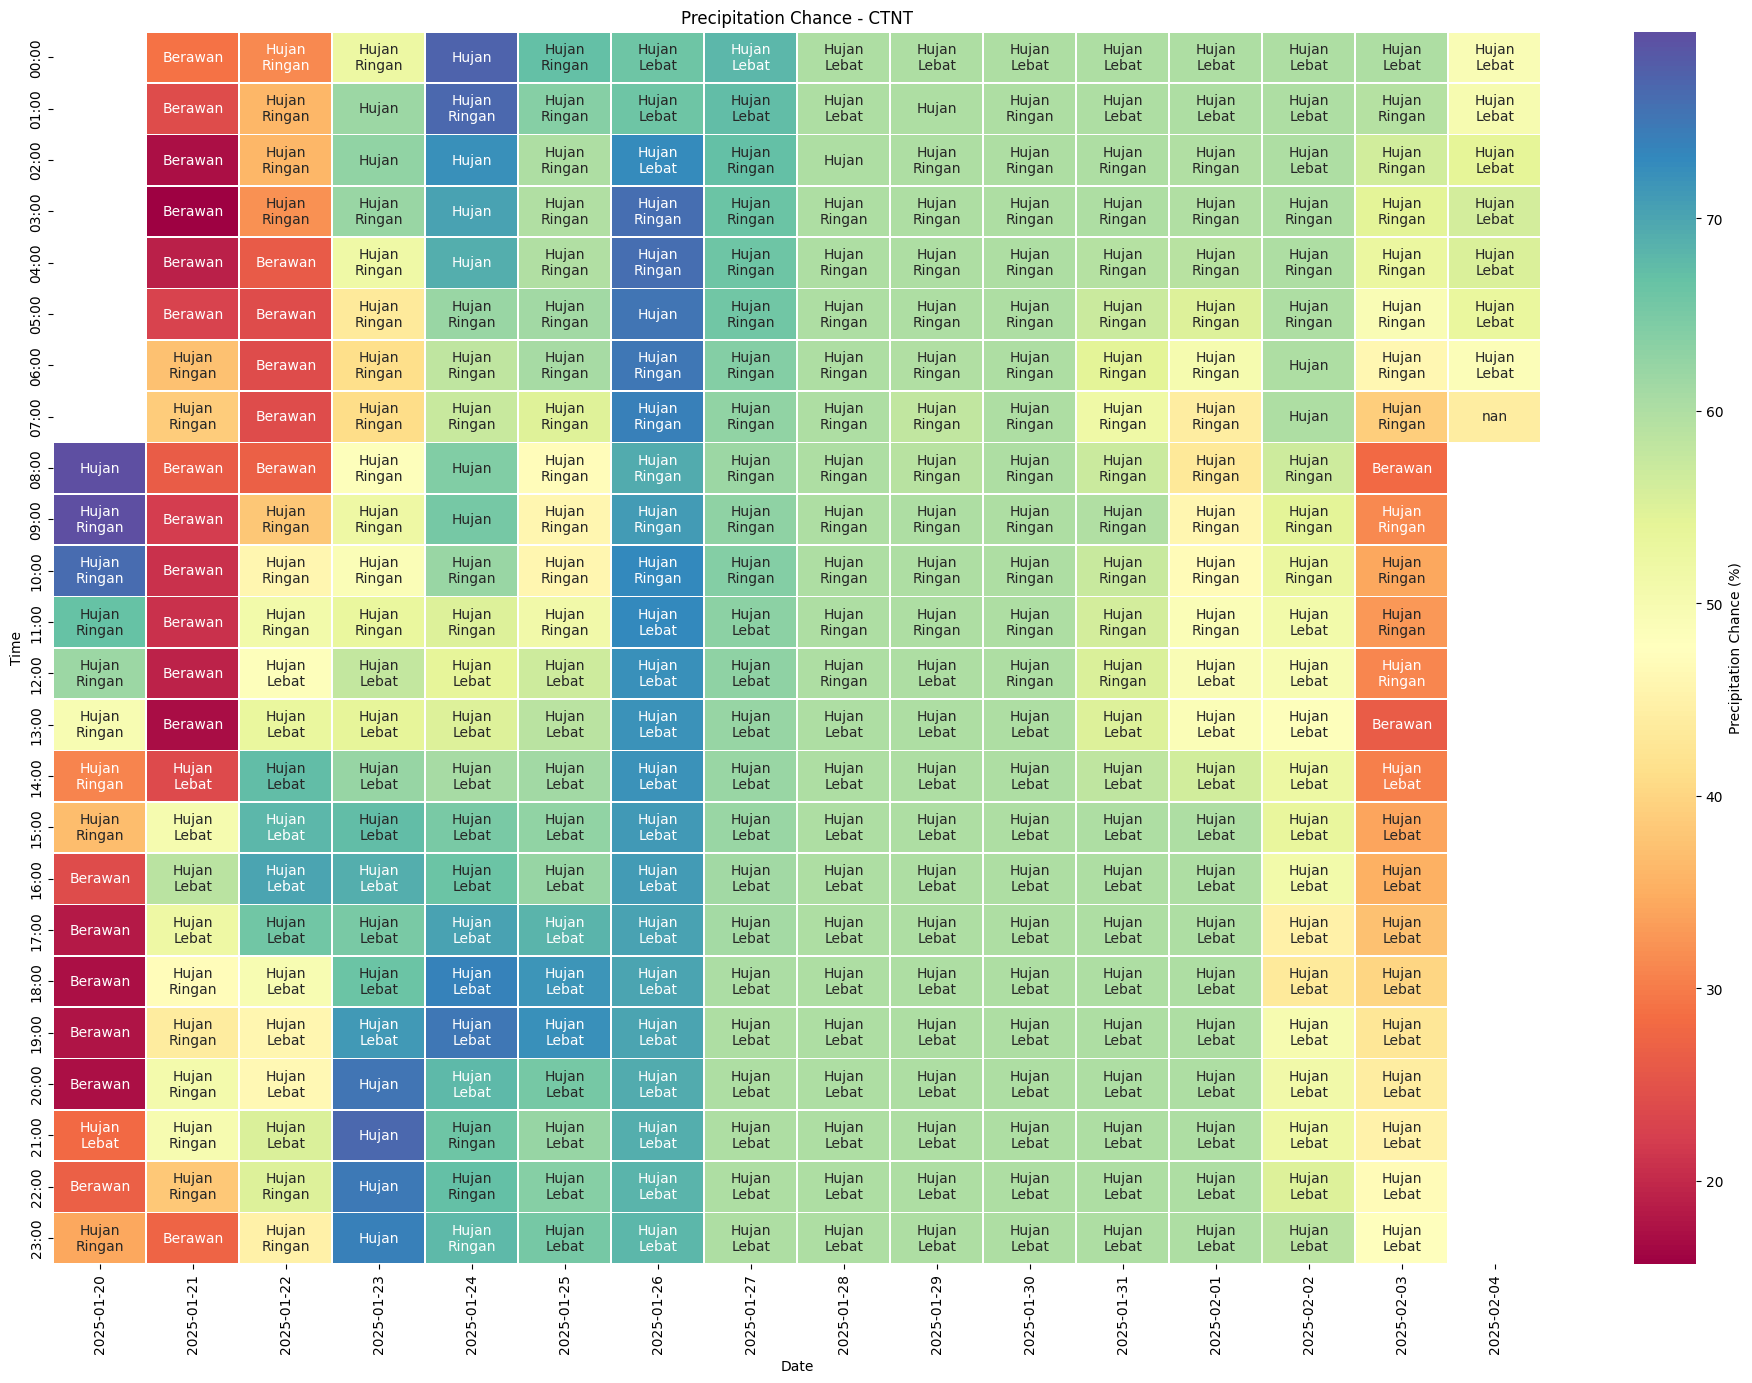 Precipitation Chance - CTNT
00:00 Berawan Hujan Ringan Hujan Ringan Hujan Hujan Ringan Hujan Lebat Hujan Lebat Hujan Lebat Hujan Lebat Hujan Lebat Hujan Lebat Hujan Lebat Hujan Lebat Hujan Lebat Hujan Lebat
01:00 Berawan Hujan Ringan Hujan Hujan Ringan Hujan Ringan Hujan Lebat Hujan Lebat Hujan Lebat Hujan Hujan Ringan Hujan Lebat Hujan Lebat Hujan Lebat Hujan Ringan Hujan Lebat
02:00 Berawan Hujan Ringan Hujan Hujan Hujan Ringan Hujan Lebat Hujan Ringan Hujan Hujan Ringan Hujan Ringan Hujan Ringan Hujan Ringan Hujan Lebat Hujan Ringan Hujan Lebat
03:00 Berawan Hujan Ringan Hujan Ringan Hujan Hujan Ringan Hujan Ringan Hujan Ringan Hujan Ringan Hujan Ringan Hujan Ringan Hujan Ringan Hujan Ringan Hujan Ringan Hujan Ringan Hujan Lebat
04:00 Berawan Berawan Hujan Ringan Hujan Hujan Ringan Hujan Ringan Hujan Ringan Hujan Ringan Hujan Ringan Hujan Ringan Hujan Ringan Hujan Ringan Hujan Ringan Hujan Ringan Hujan Lebat
05:00 Berawan Berawan Hujan Ringan Hujan Ringan Hujan Ringan Hujan Hujan Ringan Hujan Ringan Hujan Ringan Hujan Ringan Hujan Ringan Hujan Ringan Hujan Ringan Hujan Ringan Hujan Lebat
06:00 Hujan Ringan Berawan Hujan Ringan Hujan Ringan Hujan Ringan Hujan Ringan Hujan Ringan Hujan Ringan Hujan Ringan Hujan Ringan Hujan Ringan Hujan Ringan Hujan Hujan Ringan Hujan Lebat
07:00 Hujan Ringan Berawan Hujan Ringan Hujan Ringan Hujan Ringan Hujan Ringan Hujan Ringan Hujan Ringan Hujan Ringan Hujan Ringan Hujan Ringan Hujan Ringan Hujan Hujan Ringan nan
08:00 Hujan Berawan Berawan Hujan Ringan Hujan Hujan Ringan Hujan Ringan Hujan Ringan Hujan Ringan Hujan Ringan Hujan Ringan Hujan Ringan Hujan Ringan Hujan Ringan Berawan
09:00 Hujan Ringan Berawan Hujan Ringan Hujan Ringan Hujan Hujan Ringan Hujan Ringan Hujan Ringan Hujan Ringan Hujan Ringan Hujan Ringan Hujan Ringan Hujan Ringan Hujan Ringan Hujan Ringan
10:00 Hujan Ringan Berawan Hujan Ringan Hujan Ringan Hujan Ringan Hujan Ringan Hujan Ringan Hujan Ringan Hujan Ringan Hujan Ringan Hujan Ringan Hujan Ringan Hujan Ringan Hujan Ringan Hujan Ringan
11:00 Hujan Ringan Berawan Hujan Ringan Hujan Ringan Hujan Ringan Hujan Ringan Hujan Lebat Hujan Lebat Hujan Ringan Hujan Ringan Hujan Ringan Hujan Ringan Hujan Ringan Hujan Lebat Hujan Ringan
12:00 Hujan Ringan Berawan Hujan Lebat Hujan Lebat Hujan Lebat Hujan Lebat Hujan Lebat Hujan Lebat Hujan Ringan Hujan Lebat Hujan Ringan Hujan Ringan Hujan Lebat Hujan Lebat Hujan Ringan
13:00 Hujan Ringan Berawan Hujan Lebat Hujan Lebat Hujan Lebat Hujan Lebat Hujan Lebat Hujan Lebat Hujan Lebat Hujan Lebat Hujan Lebat Hujan Lebat Hujan Lebat Hujan Lebat Berawan
14:00 Hujan Ringan Hujan Lebat Hujan Lebat Hujan Lebat Hujan Lebat Hujan Lebat Hujan Lebat Hujan Lebat Hujan Lebat Hujan Lebat Hujan Lebat Hujan Lebat Hujan Lebat Hujan Lebat Hujan Lebat
15:00 Hujan Ringan Hujan Lebat Hujan Lebat Hujan Lebat Hujan Lebat Hujan Lebat Hujan Lebat Hujan Lebat Hujan Lebat Hujan Lebat Hujan Lebat Hujan Lebat Hujan Lebat Hujan Lebat Hujan Lebat
16:00 Berawan Hujan Lebat Hujan Lebat Hujan Lebat Hujan Lebat Hujan Lebat Hujan Lebat Hujan Lebat Hujan Lebat Hujan Lebat Hujan Lebat Hujan Lebat Hujan Lebat Hujan Lebat Hujan Lebat
17:00 Berawan Hujan Lebat Hujan Lebat Hujan Lebat Hujan Lebat Hujan Lebat Hujan Lebat Hujan Lebat Hujan Lebat Hujan Lebat Hujan Lebat Hujan Lebat Hujan Lebat Hujan Lebat Hujan Lebat
18:00 Berawan Hujan Ringan Hujan Lebat Hujan Lebat Hujan Lebat Hujan Lebat Hujan Lebat Hujan Lebat Hujan Lebat Hujan Lebat Hujan Lebat Hujan Lebat Hujan Lebat Hujan Lebat Hujan Lebat
19:00 Berawan Hujan Ringan Hujan Lebat Hujan Lebat Hujan Lebat Hujan Lebat Hujan Lebat Hujan Lebat Hujan Lebat Hujan Lebat Hujan Lebat Hujan Lebat Hujan Lebat Hujan Lebat Hujan Lebat
20:00 Berawan Hujan Ringan Hujan Lebat Hujan Hujan Lebat Hujan Lebat Hujan Lebat Hujan Lebat Hujan Lebat Hujan Lebat Hujan Lebat Hujan Lebat Hujan Lebat Hujan Lebat Hujan Lebat
21:00 Hujan Lebat Hujan Ringan Hujan Lebat Hujan Hujan Ringan Hujan Lebat Hujan Lebat Hujan Lebat Hujan Lebat Hujan Lebat Hujan Lebat Hujan Lebat Hujan Lebat Hujan Lebat Hujan Lebat
22:00 Berawan Hujan Ringan Hujan Ringan Hujan Hujan Ringan Hujan Lebat Hujan Lebat Hujan Lebat Hujan Lebat Hujan Lebat Hujan Lebat Hujan Lebat Hujan Lebat Hujan Lebat Hujan Lebat
23:00 Hujan Ringan Berawan Hujan Ringan Hujan Hujan Ringan Hujan Lebat Hujan Lebat Hujan Lebat Hujan Lebat Hujan Lebat Hujan Lebat Hujan Lebat Hujan Lebat Hujan Lebat Hujan Lebat
Time
2025-01-20 2025-01-21 2025-01-22 2025-01-23 2025-01-24 2025-01-25 2025-01-26 2025-01-27 2025-01-28 2025-01-29 2025-01-30 2025-01-31 2025-02-01 2025-02-02 2025-02-03 2025-02-04
Date
70
60
50
40
30
20
Precipitation Chance (%)